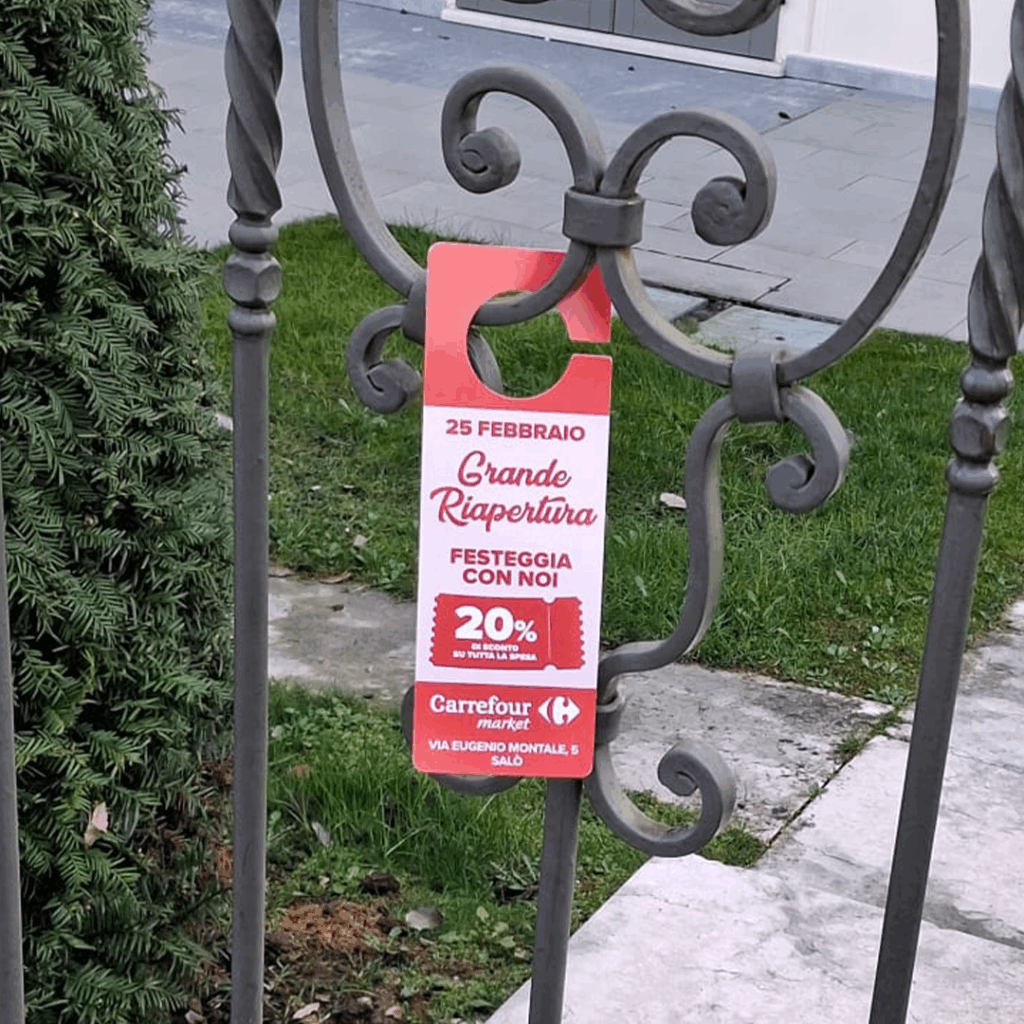 25 FEBBRAIO
Grande
Riapertura
FESTEGGIA
CON NOI
20%
DI SCONTO
SU TUTTA LA SPESA
Carrefour
market
VIA EUGENIO MONTALE, 5
SALÒ